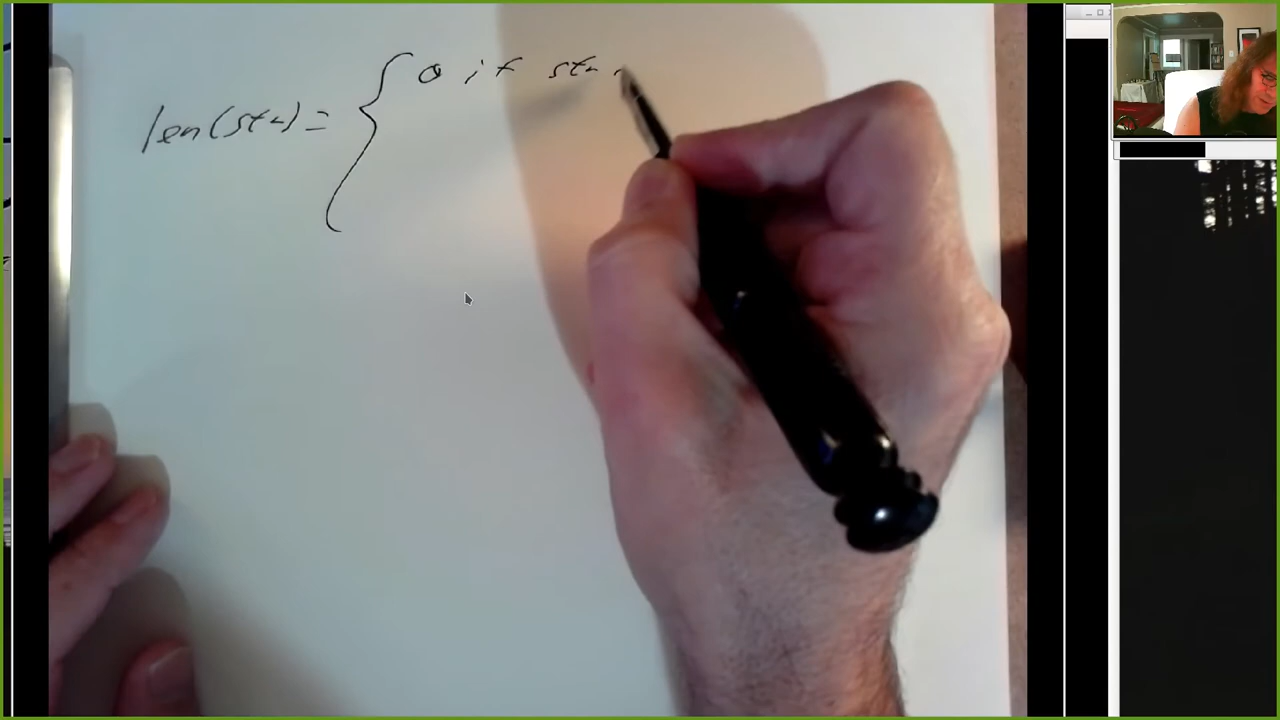 0 if str
len(str) =